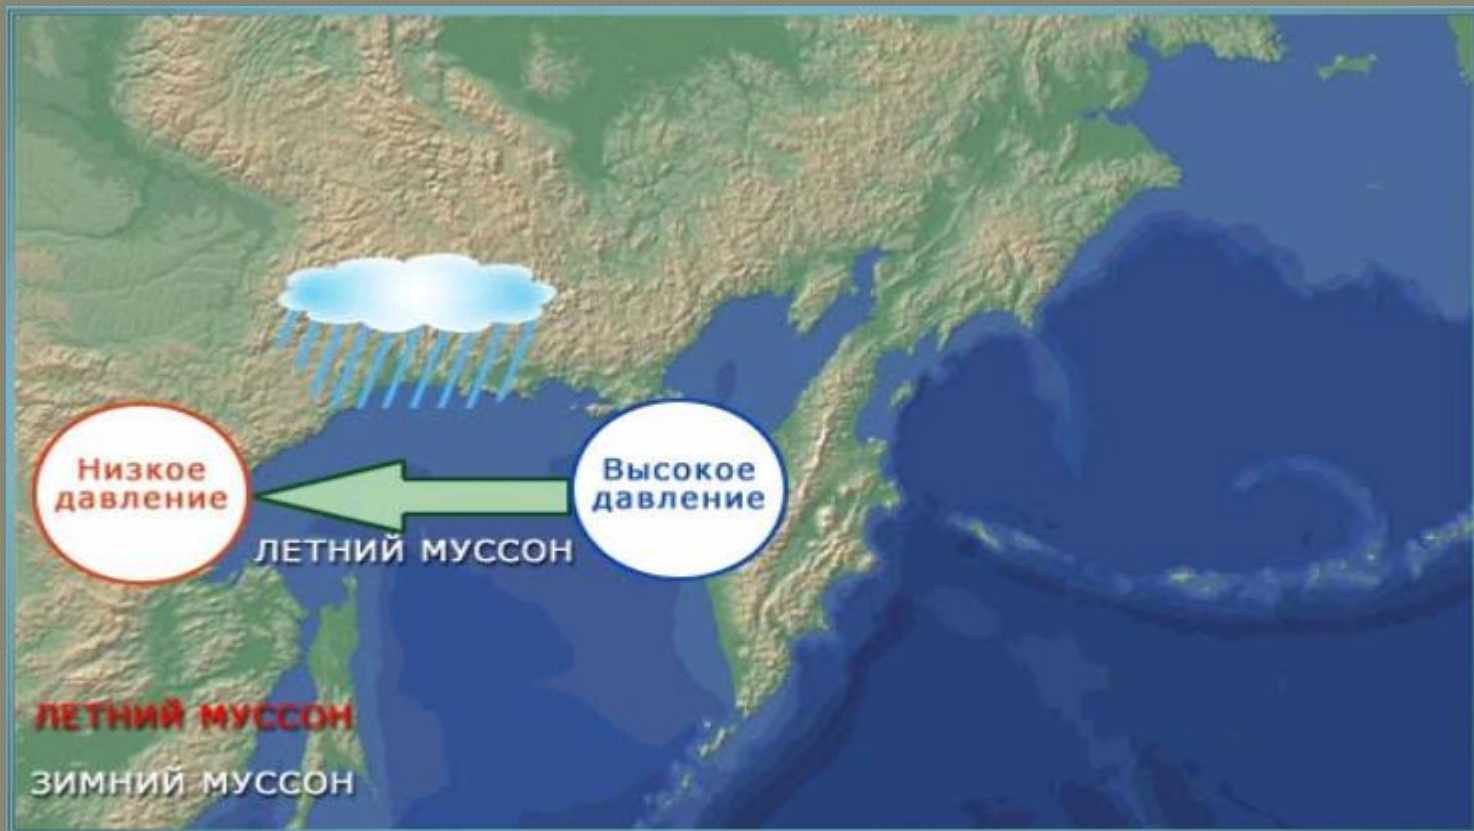 Низкое
давление
Высокое
давление
ЛЕТНИЙ МУССОН
ЛЕТНИЙ МУССОН
ЗИМНИЙ МУССОН